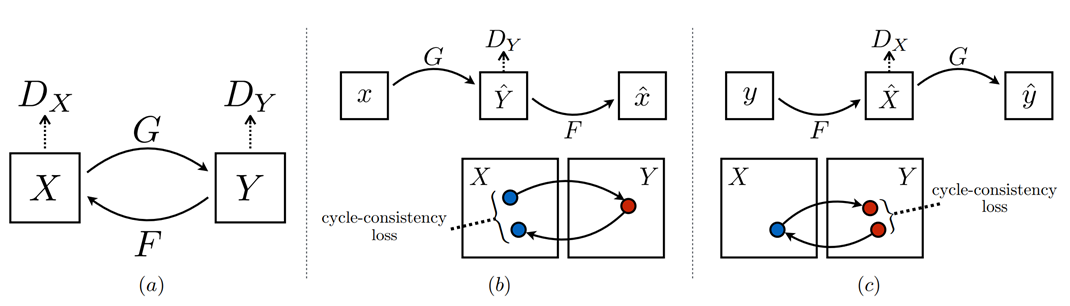 D_X
D_Y
G
X
Y
F
(a)
D_Y
G
x
Ŷ
x̂
F
X
Y
cycle-consistency
loss
(b)
D_X
G
y
X̂
ŷ
F
X
Y
cycle-consistency
loss
(c)